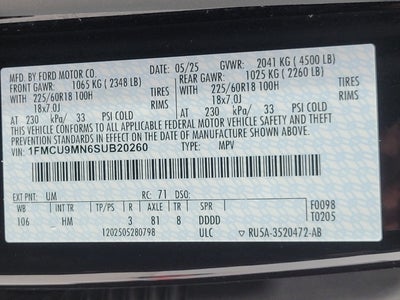 MFD. BY FORD MOTOR CO. DATE: 05/25 GVWR: 2041 KG ( 4500 LB)
FRONT GAWR: 1065 KG ( 2348 LB) REAR GAWR: 1025 KG ( 2260 LB)
225/60R18 100H TIRES 225/60R18 100H TIRES
18x7.0J RIMS 18x7.0J RIMS
AT 230 kPa/ 33 PSI COLD AT 230 kPa/ 33 PSI COLD
THIS VEHICLE CONFORMS TO ALL APPLICABLE FEDERAL MOTOR VEHICLE SAFETY AND THEFT
PREVENTION STANDARDS IN EFFECT ON THE DATE OF MANUFACTURE SHOWN ABOVE.
VIN: 1FMCU9MN6SUB20260 TYPE: MPV
EXT PNT: UM RC: 71 DSO: F0098
WB INT TR TP/PS R AXLE TR SPR T0205
106 HM 3 81 8 DDDD
1202505280798 ULC RU5A-3520472-AB